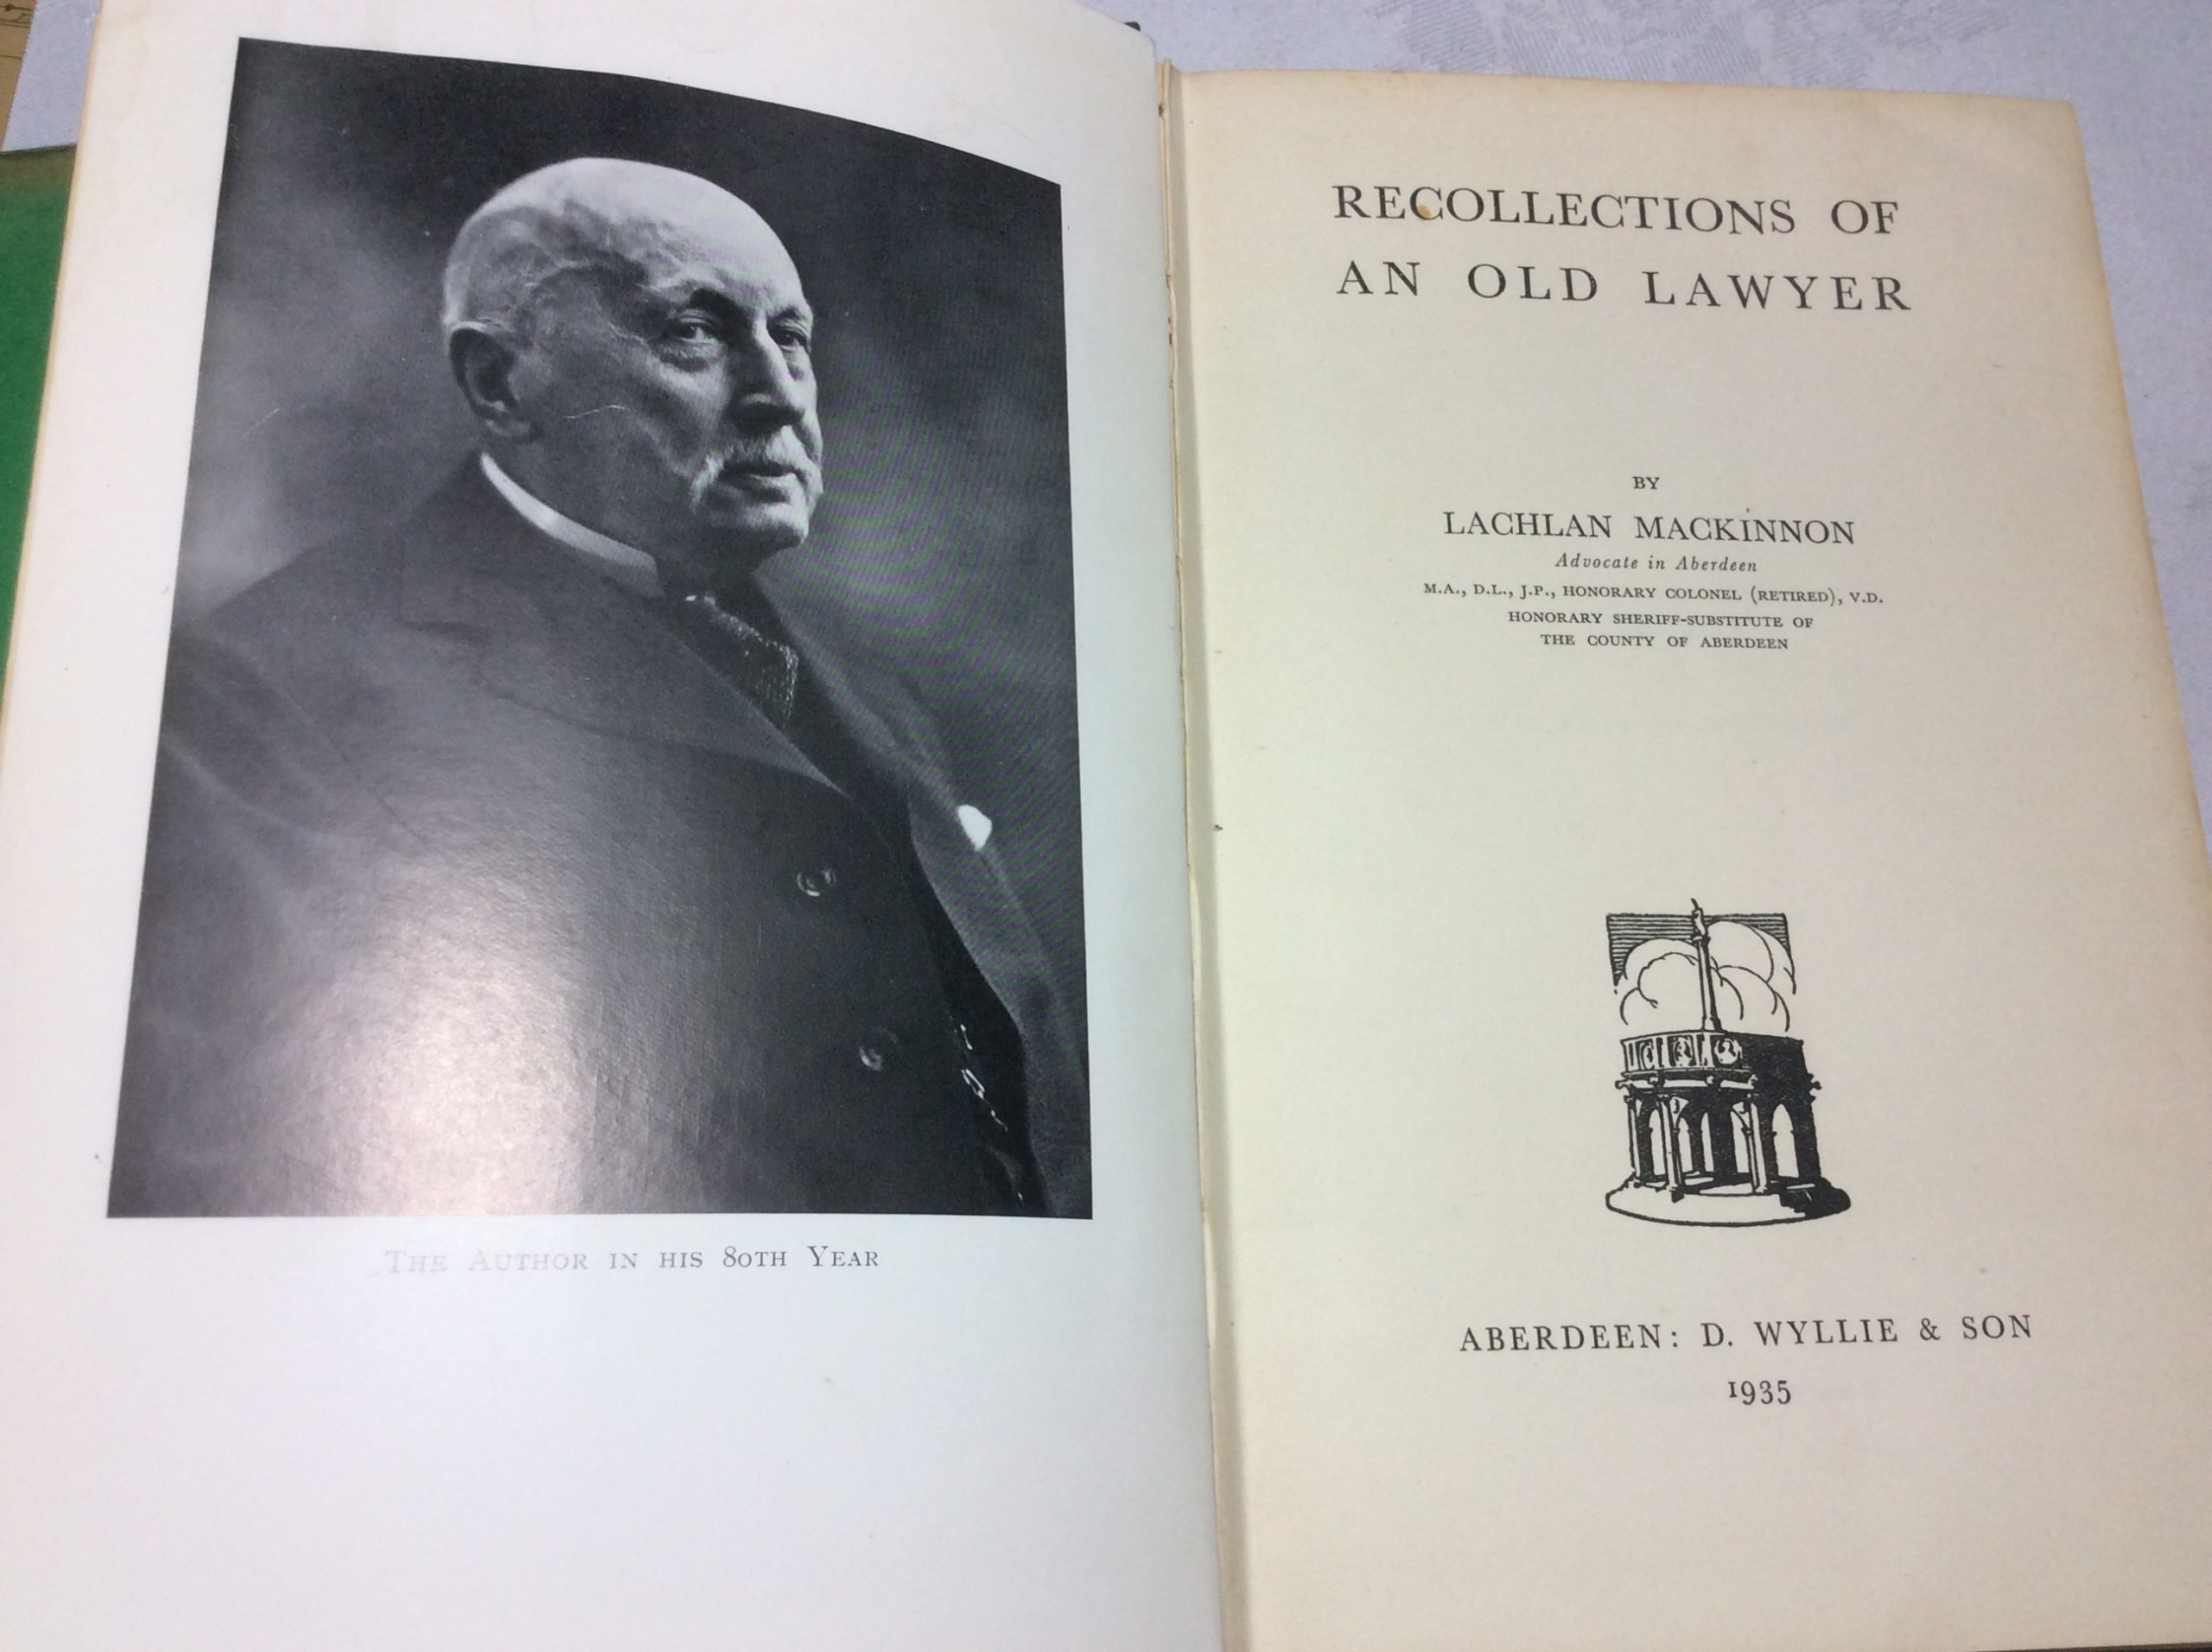 THE AUTHOR IN HIS 80TH YEAR
RECOLLECTIONS OF
AN OLD LAWYER
BY
LACHLAN MACKINNON
Advocate in Aberdeen
M.A., D.L., J.P., HONORARY COLONEL (RETIRED), V.D.
HONORARY SHERIFF-SUBSTITUTE OF
THE COUNTY OF ABERDEEN
ABERDEEN: D. WYLLIE & SON
1935